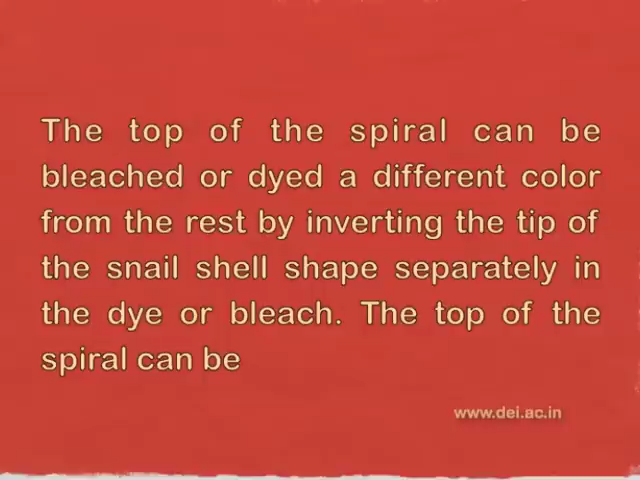 The top of the spiral can be
bleached or dyed a different color
from the rest by inverting the tip of
the snail shell shape separately in
the dye or bleach. The top of the
spiral can be
www.dei.ac.in